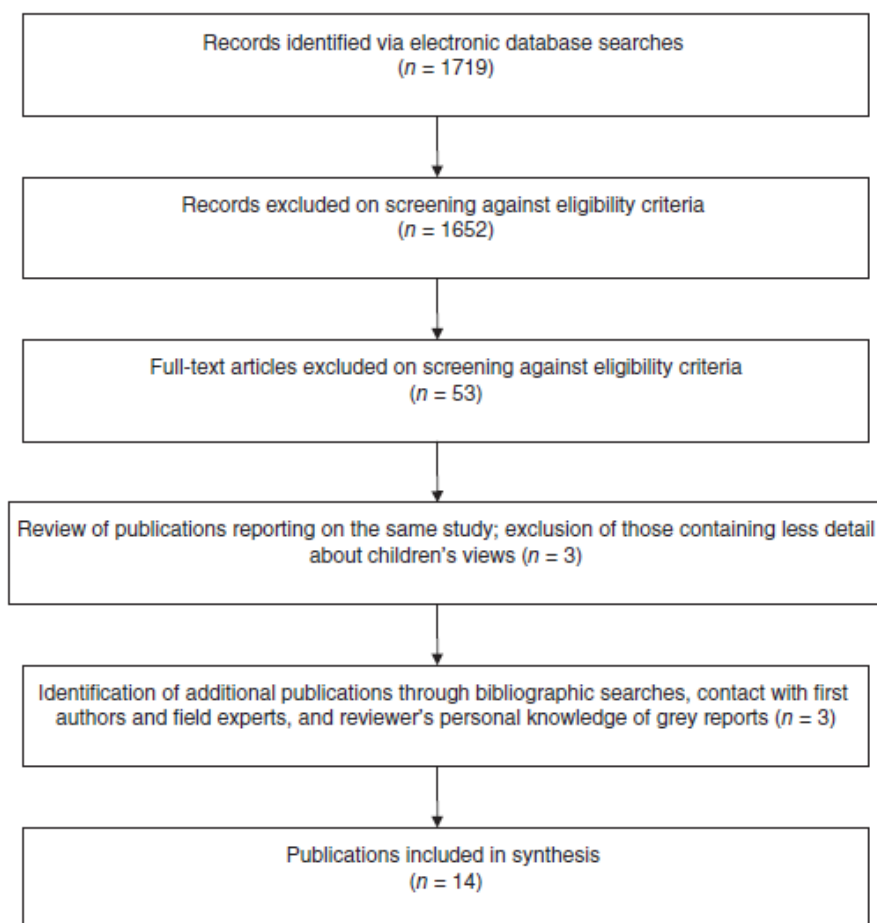 Records identified via electronic database searches
(n = 1719)
Records excluded on screening against eligibility criteria
(n = 1652)
Full-text articles excluded on screening against eligibility criteria
(n = 53)
Review of publications reporting on the same study; exclusion of those containing less detail
about children's views (n = 3)
Identification of additional publications through bibliographic searches, contact with first
authors and field experts, and reviewer's personal knowledge of grey reports (n = 3)
Publications included in synthesis
(n = 14)